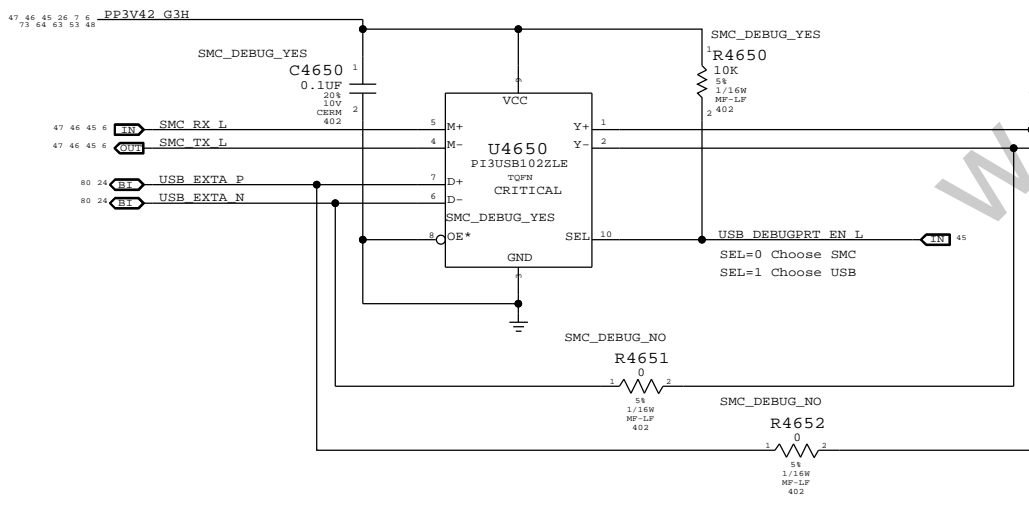 47 46 45 26 7 6
73 64 63 53 48
PP3V42 G3H
SMC_DEBUG_YES
C4650
0.1UF
20%
10V
CERM
402
1
2
SMC_DEBUG_YES
R4650
10K
5%
1/16W
MF-LF
402
1
2
9
VCC
47 46 45 6 IN SMC_RX_L 5 M+
Y+ 1
47 46 45 6 OUT SMC_TX_L 4 M-
Y- 2
U4650
PI3USB102ZLE
TQFN
CRITICAL
80 24 BI USB_EXTA_P 7 D+
80 24 BI USB_EXTA_N 6 D-
SMC_DEBUG_YES
8 OE*
SEL 10 USB_DEBUGPRT_EN_L IN 45
SEL=0 Choose SMC
SEL=1 Choose USB
GND
3
SMC_DEBUG_NO
R4651
0
1 2
5%
1/16W
MF-LF
402
SMC_DEBUG_NO
R4652
0
1 2
5%
1/16W
MF-LF
402
W